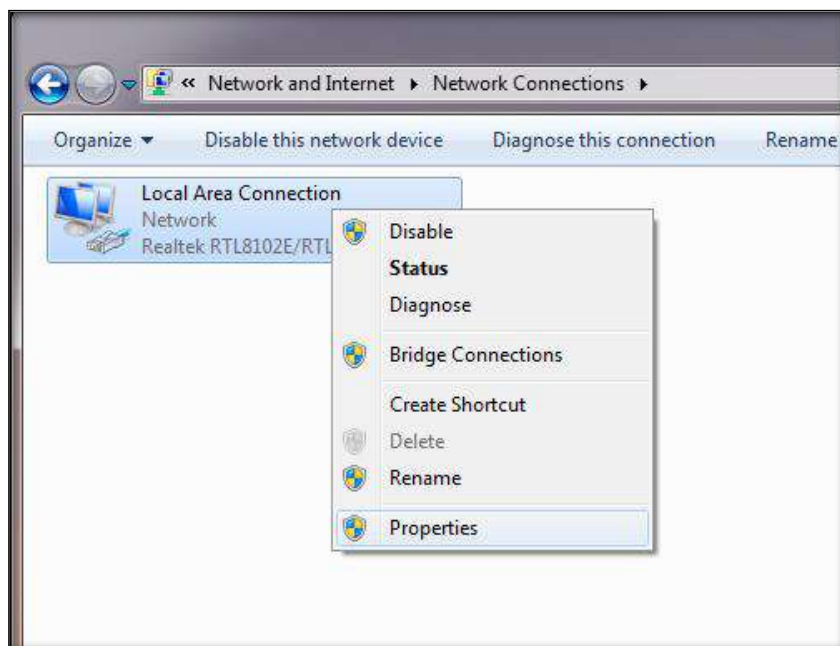 « Network and Internet ▸ Network Connections ▸
Organize ▾ Disable this network device Diagnose this connection Rename
Local Area Connection
Network
Realtek RTL8102E/RTL
Disable
Status
Diagnose
Bridge Connections
Create Shortcut
Delete
Rename
Properties